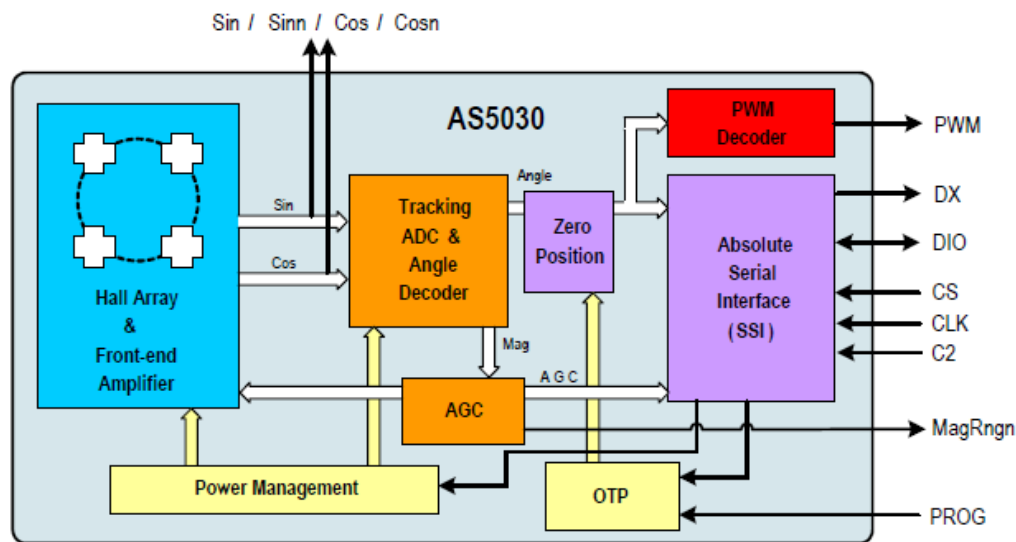 Sin / Sinn / Cos / Cosn
AS5030
PWM
Decoder
PWM
Angle
Tracking
ADC &
Angle
Decoder
Zero
Position
Absolute
Serial
Interface
(SSI)
DX
DIO
CS
CLK
C2
Sin
Cos
Hall Array
&
Front-end
Amplifier
Mag
AGC
AGC
MagRngn
Power Management
OTP
PROG